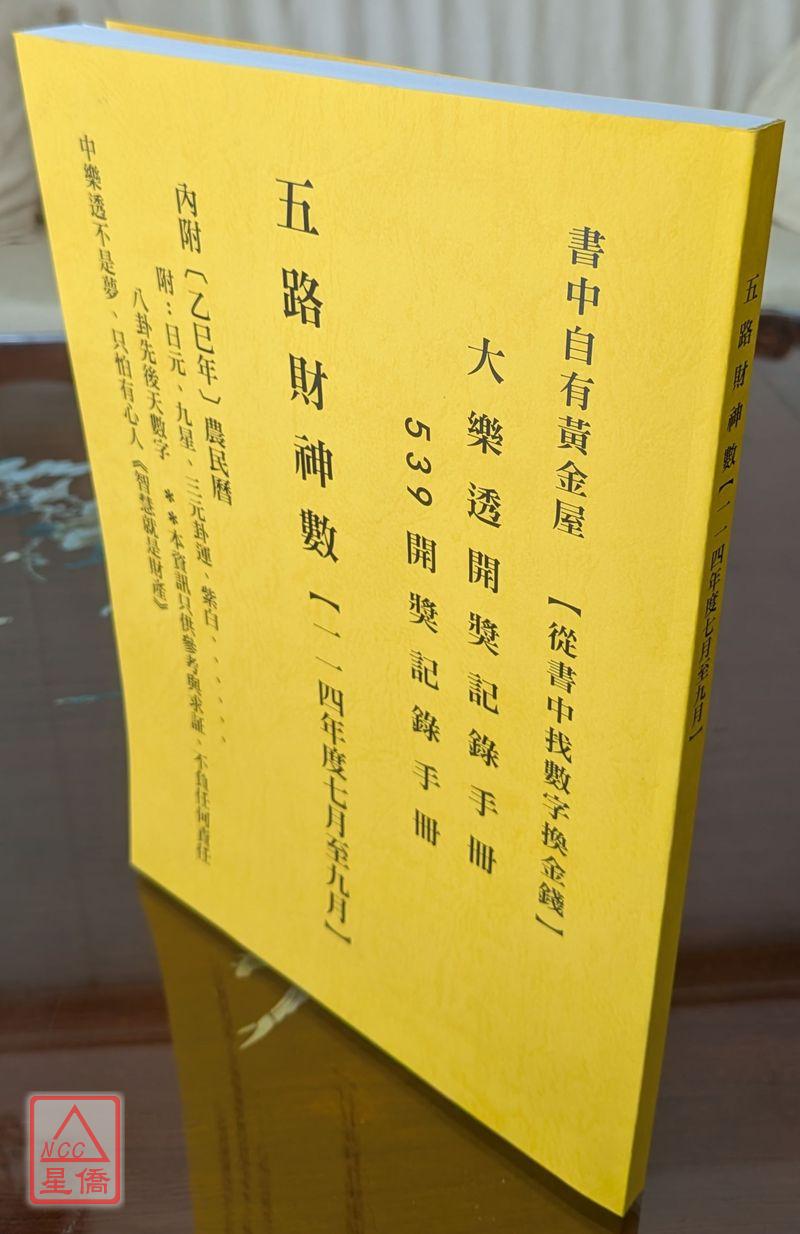 書中自有黃金屋 【從書中找數字換金錢】
大樂透開獎記錄手冊
539開獎記錄手冊
五路財神數【一一四年度七月至九月】
內附〔乙巳年〕農民曆
附:日元、九星、三元卦運、紫白、、、、、、
八卦先後天數字 **本資訊只供參考與求証、不負任何責任
中樂透不是夢、只怕有心人《智慧就是財產》
五路財神數【一一四年度七月至九月】
NCC
星僑